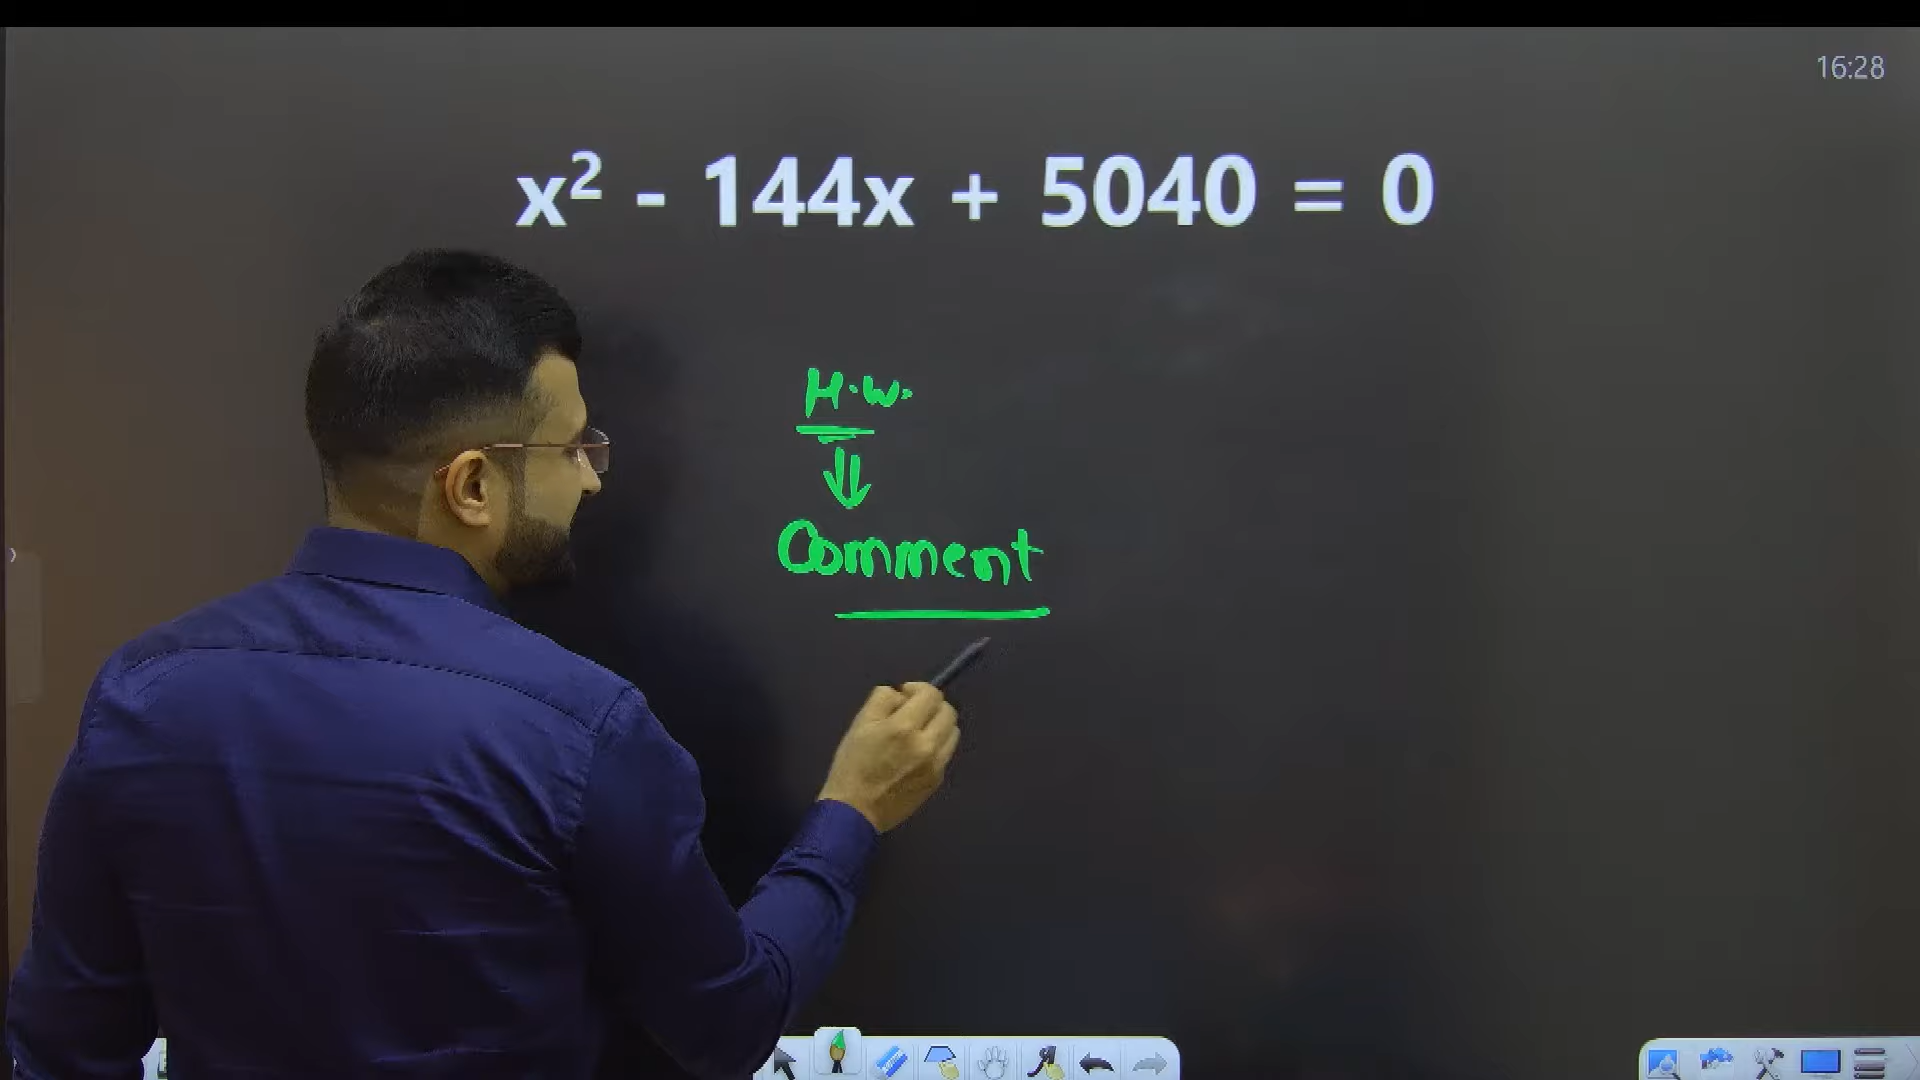 16:28
x² - 144x + 5040 = 0
H.W.
Comment